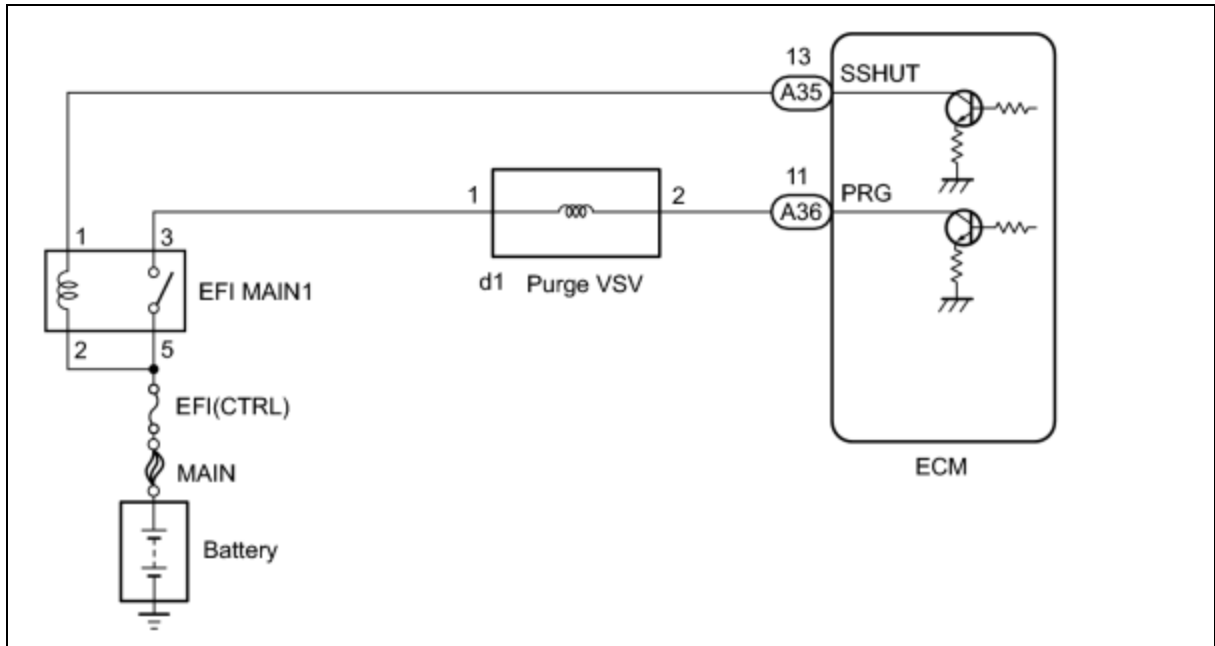 13
A35
SSHUT
11
A36
PRG
1
2
d1 Purge VSV
1
3
EFI MAIN1
2
5
EFI(CTRL)
MAIN
Battery
ECM